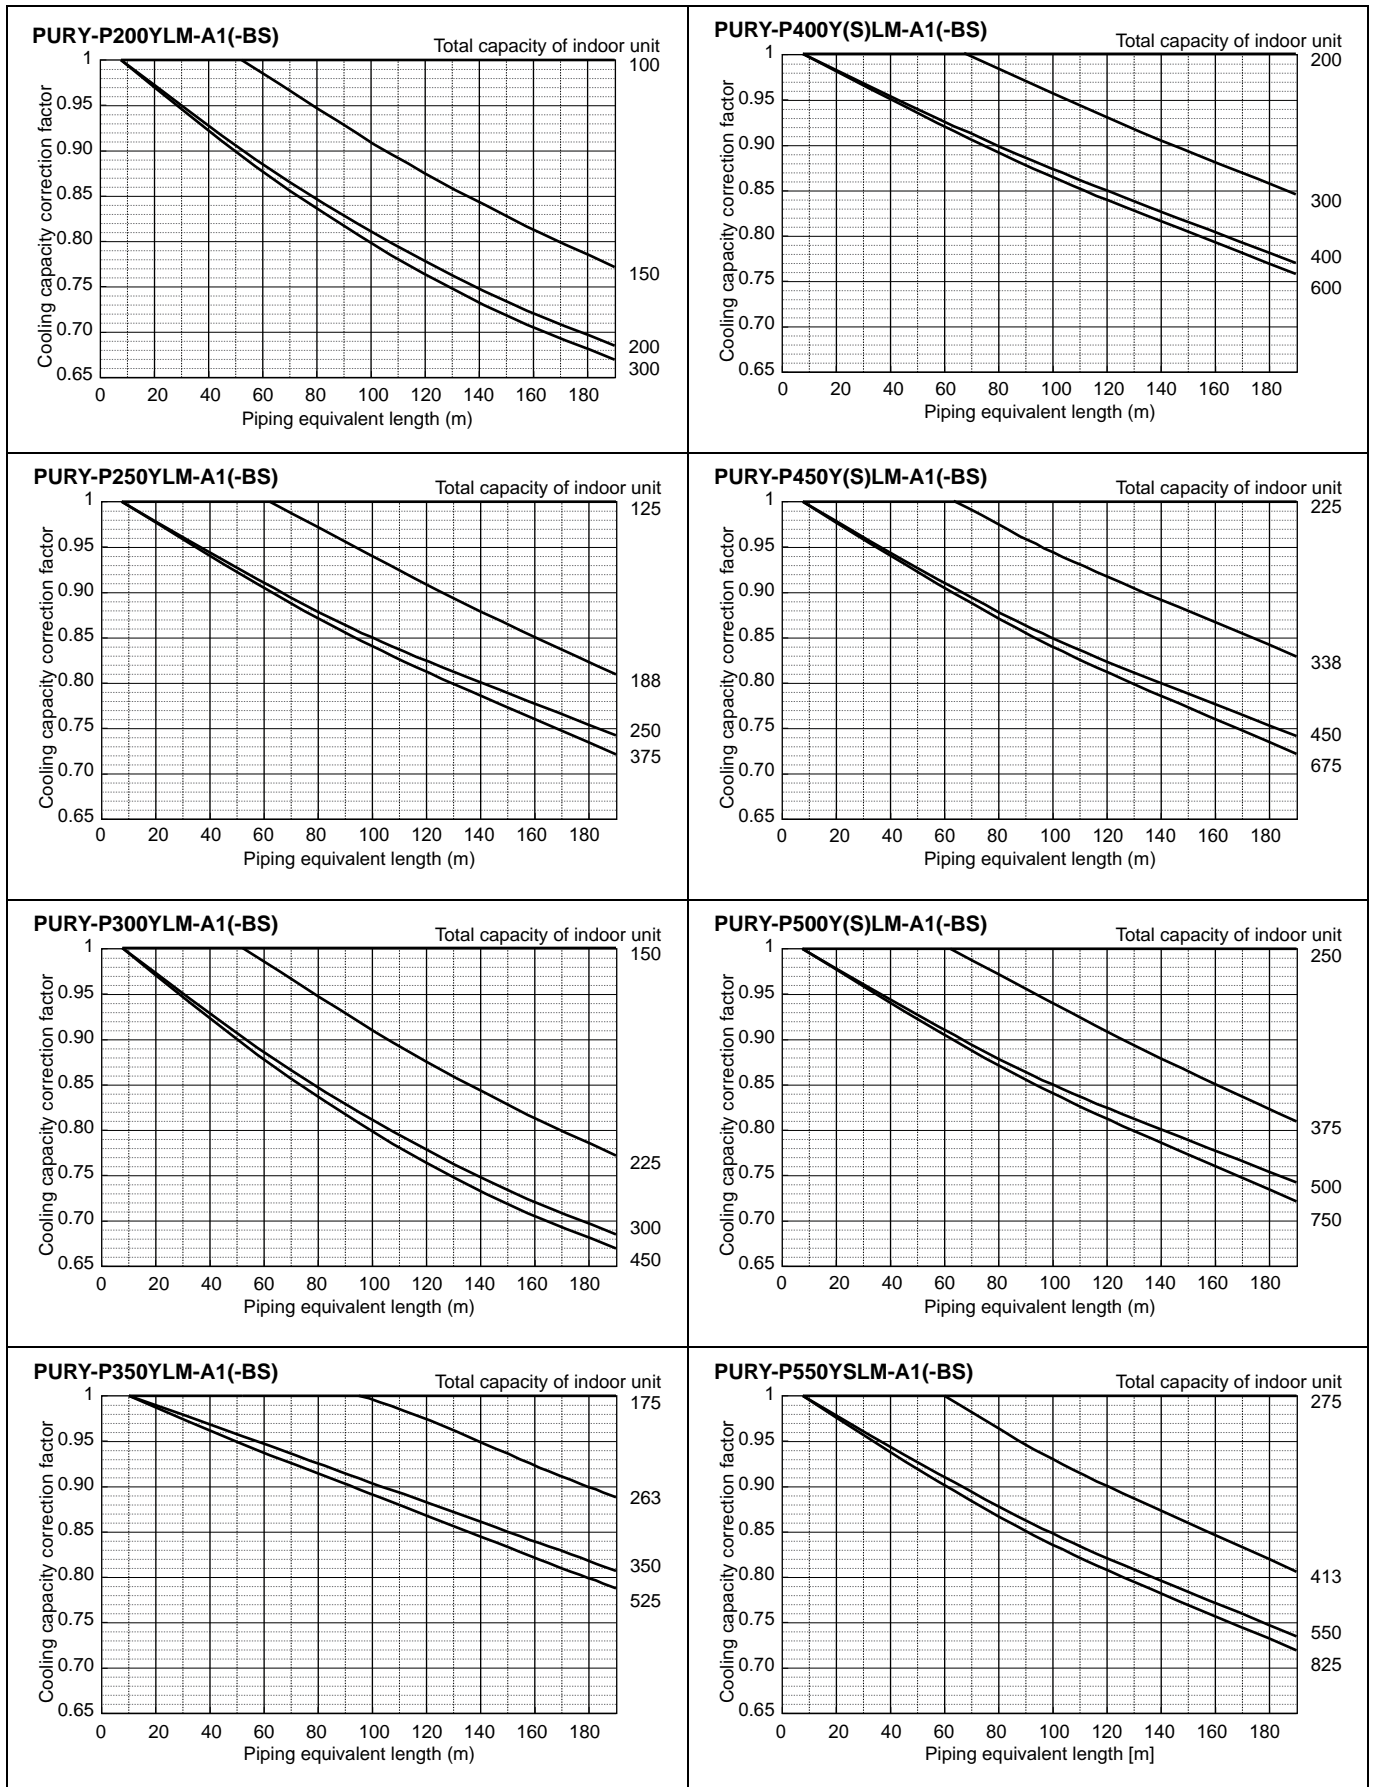 PURY-P200YLM-A1(-BS)
Total capacity of indoor unit
Cooling capacity correction factor
1
0.95
0.90
0.85
0.80
0.75
0.70
0.65
100
150
200
300
0 20 40 60 80 100 120 140 160 180
Piping equivalent length (m)
PURY-P400Y(S)LM-A1(-BS)
Total capacity of indoor unit
Cooling capacity correction factor
1
0.95
0.90
0.85
0.80
0.75
0.70
0.65
200
300
400
600
0 20 40 60 80 100 120 140 160 180
Piping equivalent length (m)
PURY-P250YLM-A1(-BS)
Total capacity of indoor unit
Cooling capacity correction factor
1
0.95
0.90
0.85
0.80
0.75
0.70
0.65
125
188
250
375
0 20 40 60 80 100 120 140 160 180
Piping equivalent length (m)
PURY-P450Y(S)LM-A1(-BS)
Total capacity of indoor unit
Cooling capacity correction factor
1
0.95
0.90
0.85
0.80
0.75
0.70
0.65
225
338
450
675
0 20 40 60 80 100 120 140 160 180
Piping equivalent length (m)
PURY-P300YLM-A1(-BS)
Total capacity of indoor unit
Cooling capacity correction factor
1
0.95
0.90
0.85
0.80
0.75
0.70
0.65
150
225
300
450
0 20 40 60 80 100 120 140 160 180
Piping equivalent length (m)
PURY-P500Y(S)LM-A1(-BS)
Total capacity of indoor unit
Cooling capacity correction factor
1
0.95
0.90
0.85
0.80
0.75
0.70
0.65
250
375
500
750
0 20 40 60 80 100 120 140 160 180
Piping equivalent length (m)
PURY-P350YLM-A1(-BS)
Total capacity of indoor unit
Cooling capacity correction factor
1
0.95
0.90
0.85
0.80
0.75
0.70
0.65
175
263
350
525
0 20 40 60 80 100 120 140 160 180
Piping equivalent length (m)
PURY-P550YSLM-A1(-BS)
Total capacity of indoor unit
Cooling capacity correction factor
1
0.95
0.90
0.85
0.80
0.75
0.70
0.65
275
413
550
825
0 20 40 60 80 100 120 140 160 180
Piping equivalent length [m]